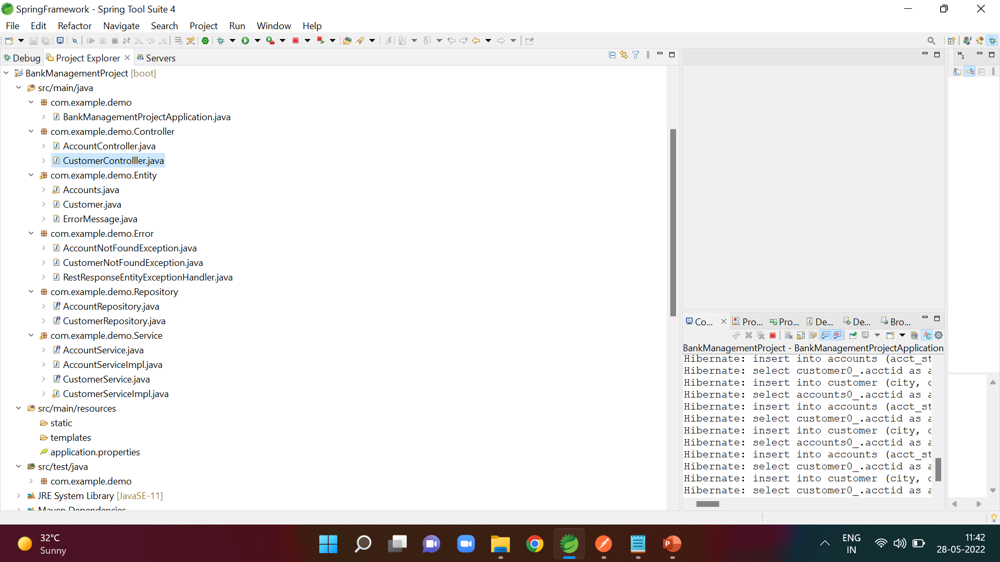 SpringFramework - Spring Tool Suite 4
File Edit Refactor Navigate Search Project Run Window Help
Debug Project Explorer Servers
BankManagementProject [boot]
src/main/java
com.example.demo
BankManagementProjectApplication.java
com.example.demo.Controller
AccountController.java
CustomerControlller.java
com.example.demo.Entity
Accounts.java
Customer.java
ErrorMessage.java
com.example.demo.Error
AccountNotFoundException.java
CustomerNotFoundException.java
RestResponseEntityExceptionHandler.java
com.example.demo.Repository
AccountRepository.java
CustomerRepository.java
com.example.demo.Service
AccountService.java
AccountServiceImpl.java
CustomerService.java
CustomerServiceImpl.java
src/main/resources
static
templates
application.properties
src/test/java
com.example.demo
JRE System Library [JavaSE-11]
Maven Dependencies
3
Co... Pro... Pro... De... De... Bro...
BankManagementProject - BankManagementProjectApplication
Hibernate: insert into accounts (acct_st
Hibernate: select customer0_.acctid as a
Hibernate: insert into customer (city, c
Hibernate: select accounts0_.acctid as a
Hibernate: insert into accounts (acct_st
Hibernate: select customer0_.acctid as a
Hibernate: insert into customer (city, c
Hibernate: select accounts0_.acctid as a
Hibernate: insert into accounts (acct_st
Hibernate: select customer0_.acctid as a
Hibernate: insert into customer (city, c
Hibernate: select customer0_.acctid as a
32°C
Sunny
ENG
IN
11:42
28-05-2022